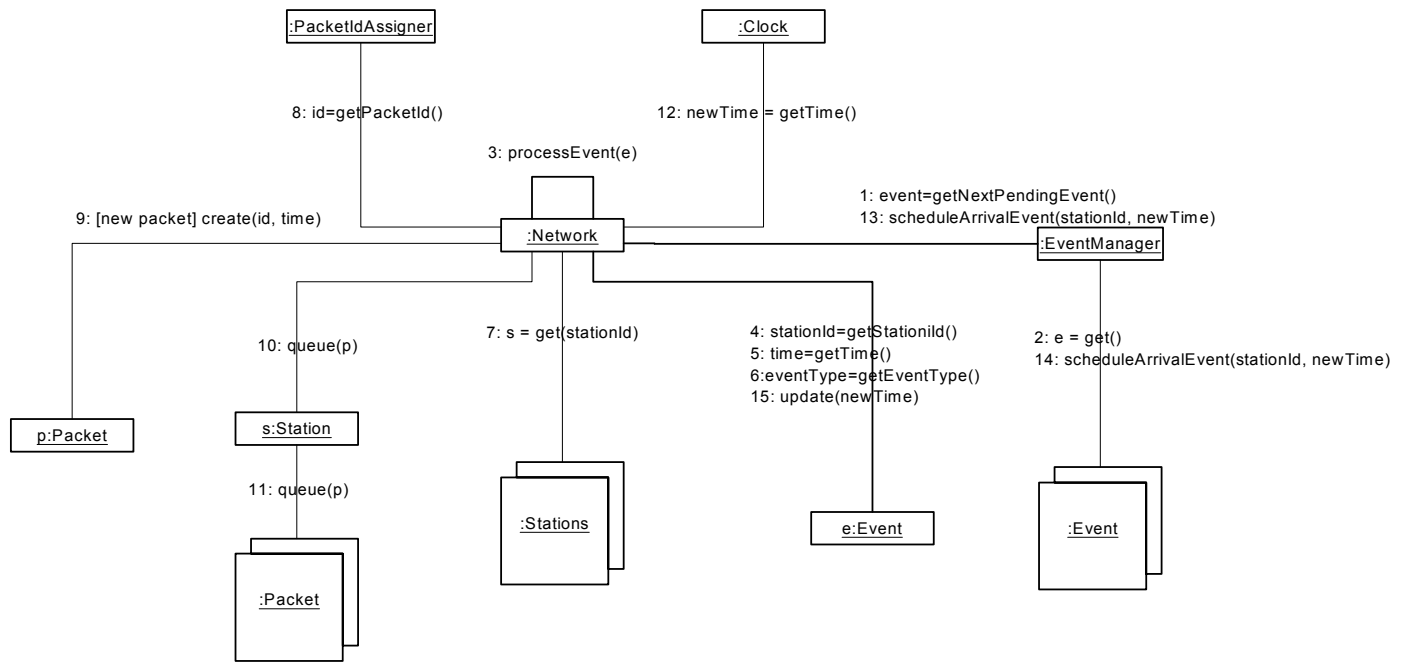 :PacketIdAssigner
:Clock
8: id=getPacketId()
12: newTime = getTime()
3: processEvent(e)
1: event=getNextPendingEvent()
13: scheduleArrivalEvent(stationId, newTime)
9: [new packet] create(id, time)
:Network
:EventManager
7: s = get(stationId)
4: stationId=getStationiId()
5: time=getTime()
6:eventType=getEventType()
15: update(newTime)
2: e = get()
14: scheduleArrivalEvent(stationId, newTime)
10: queue(p)
p:Packet
s:Station
11: queue(p)
:Stations
e:Event
:Event
:Packet